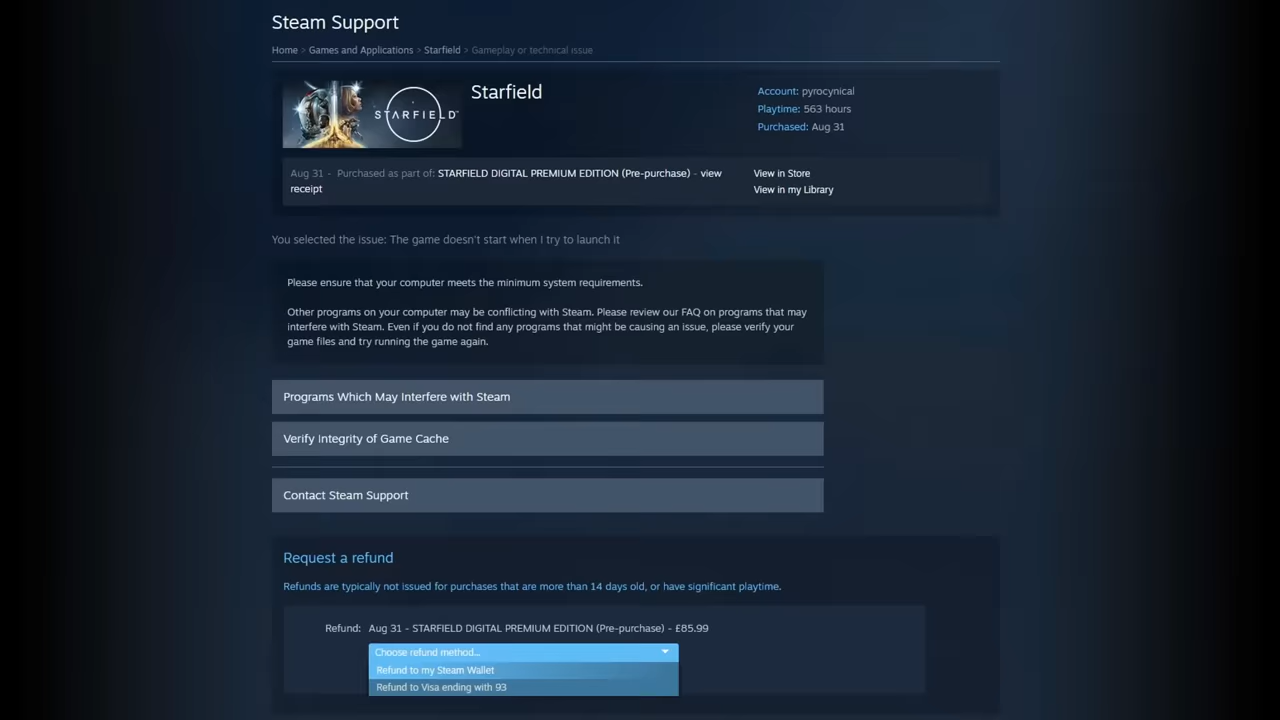 Steam Support
Home > Games and Applications > Starfield > Gameplay or technical issue
STARFIELD
Starfield
Account: pyrocynical
Playtime: 563 hours
Purchased: Aug 31
Aug 31 - Purchased as part of: STARFIELD DIGITAL PREMIUM EDITION (Pre-purchase) - view
receipt
View in Store
View in my Library
You selected the issue: The game doesn't start when I try to launch it
Please ensure that your computer meets the minimum system requirements.
Other programs on your computer may be conflicting with Steam. Please review our FAQ on programs that may
interfere with Steam. Even if you do not find any programs that might be causing an issue, please verify your
game files and try running the game again.
Programs Which May Interfere with Steam
Verify Integrity of Game Cache
Contact Steam Support
Request a refund
Refunds are typically not issued for purchases that are more than 14 days old, or have significant playtime.
Refund: Aug 31 - STARFIELD DIGITAL PREMIUM EDITION (Pre-purchase) - £85.99
Choose refund method...
Refund to my Steam Wallet
Refund to Visa ending with 93